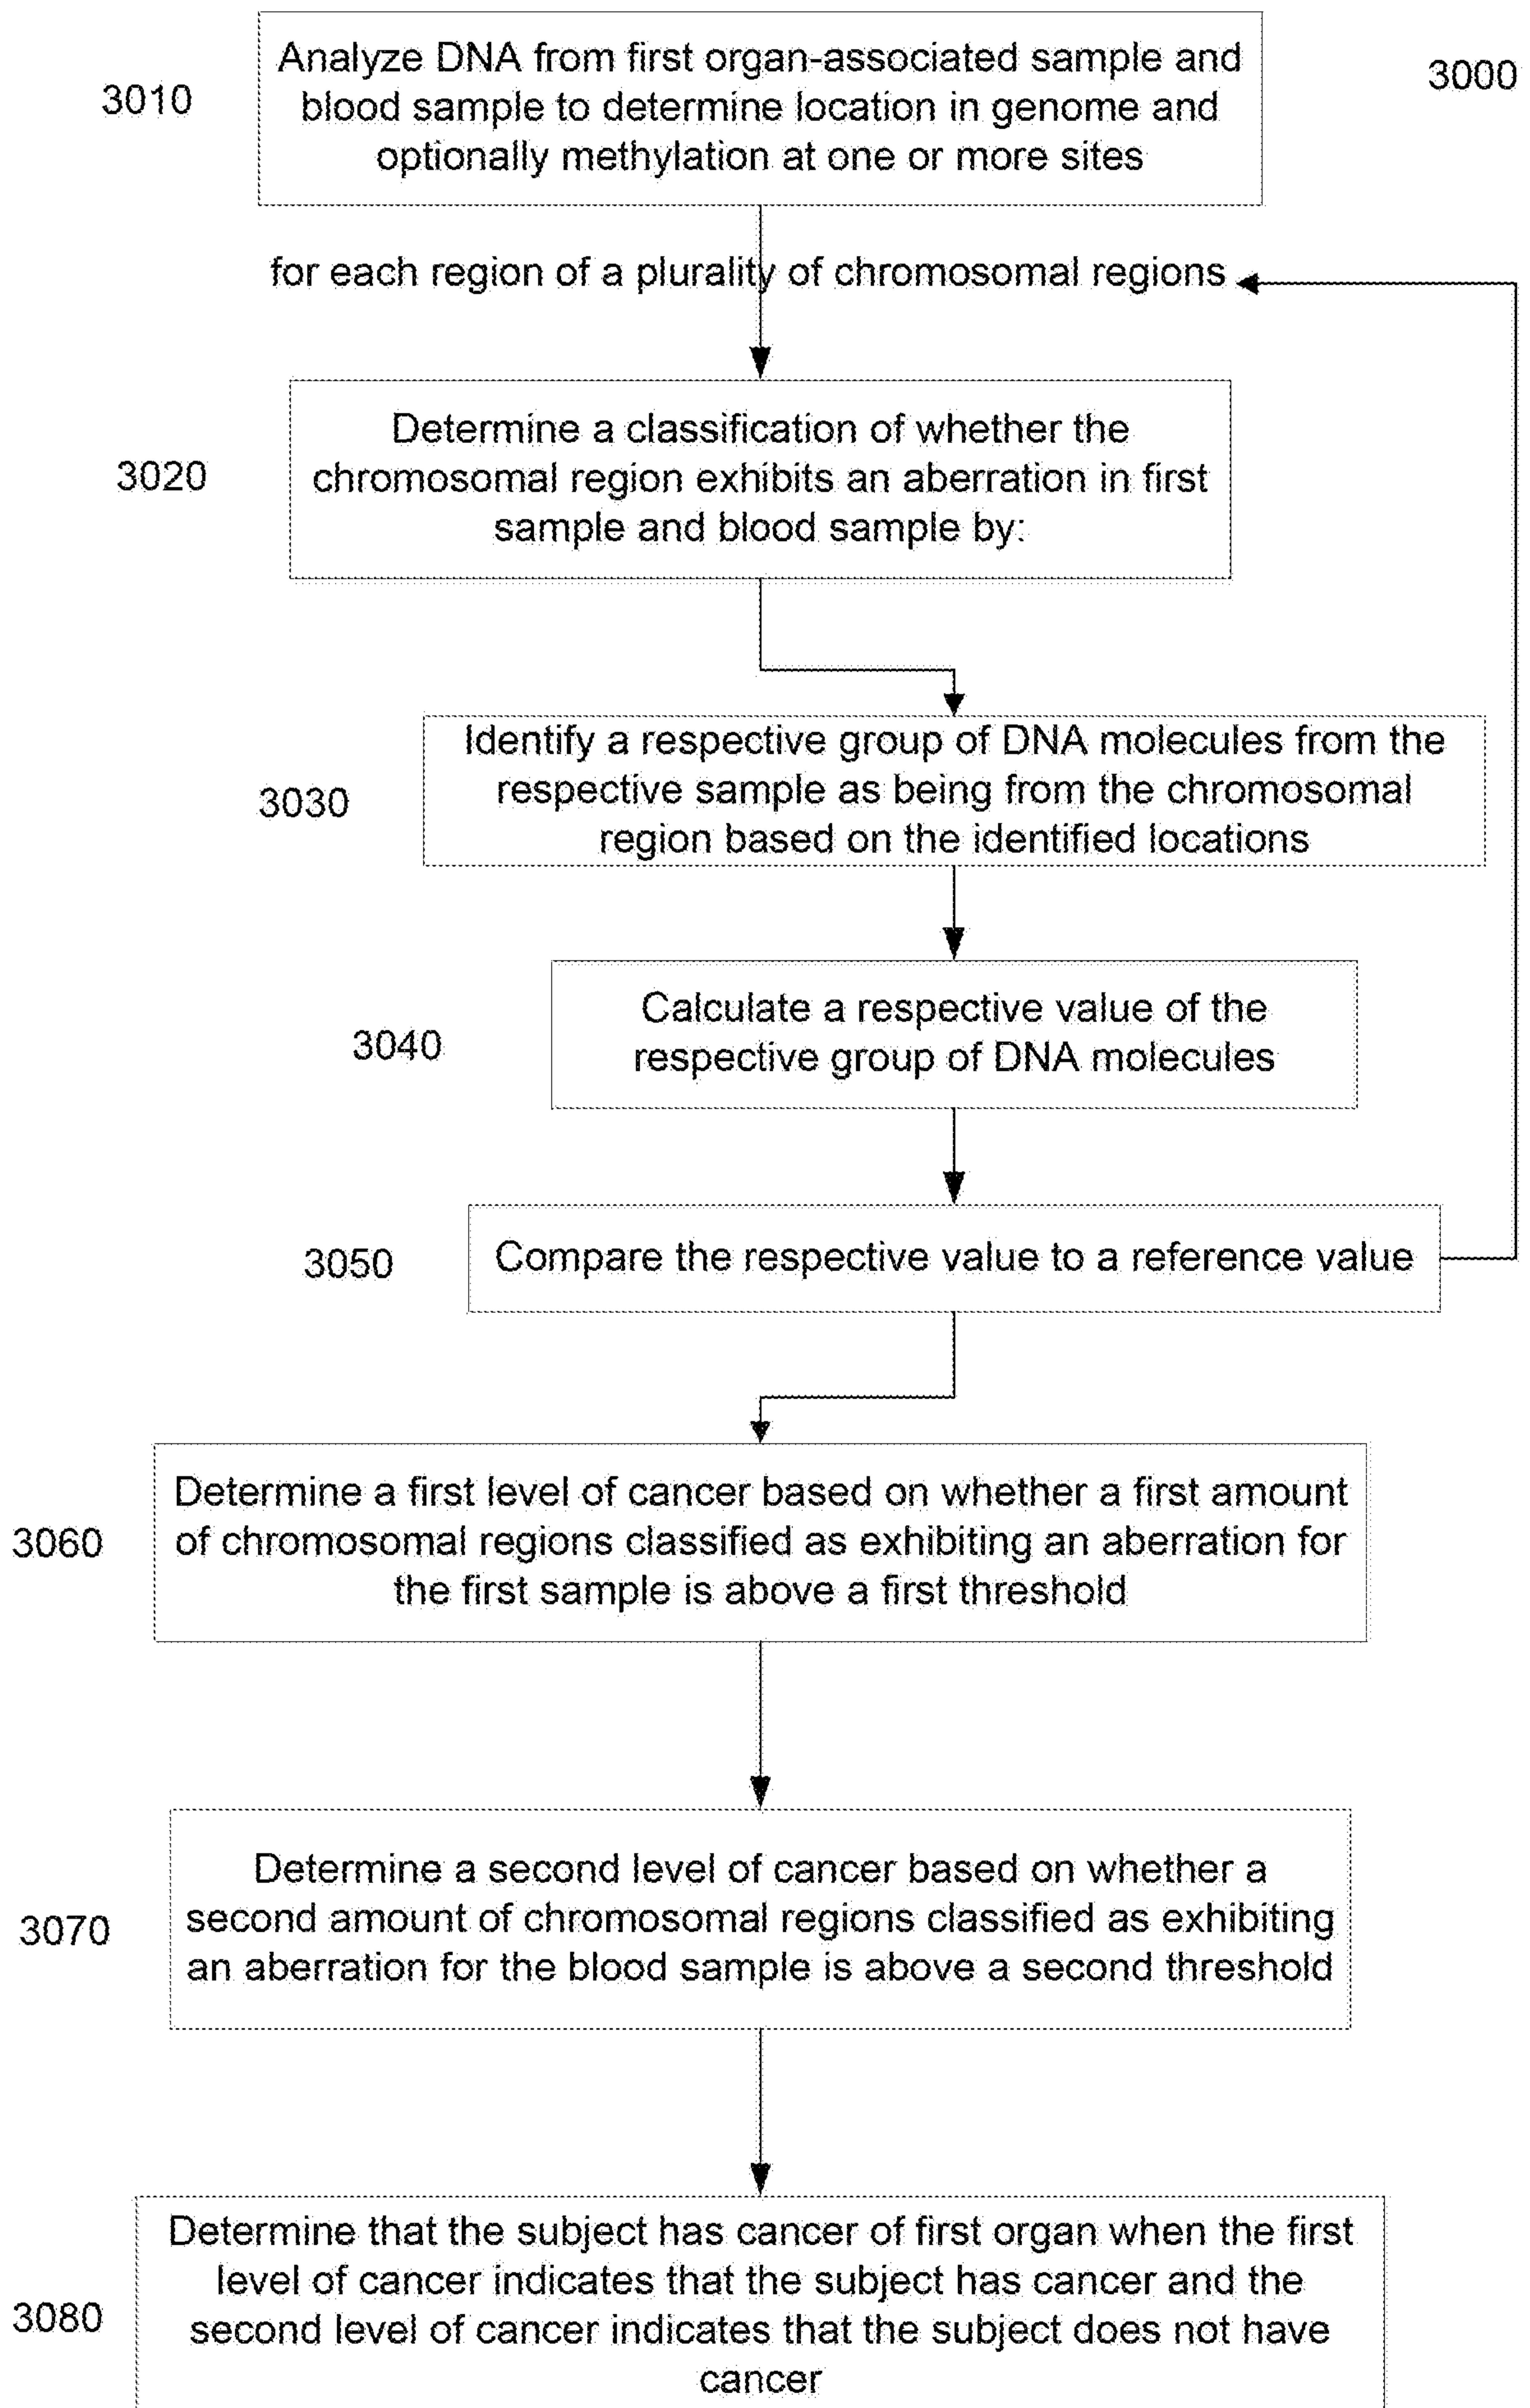 3000
3010
Analyze DNA from first organ-associated sample and
blood sample to determine location in genome and
optionally methylation at one or more sites
for each region of a plurality of chromosomal regions
3020
Determine a classification of whether the
chromosomal region exhibits an aberration in first
sample and blood sample by:
3030
Identify a respective group of DNA molecules from the
respective sample as being from the chromosomal
region based on the identified locations
3040
Calculate a respective value of the
respective group of DNA molecules
3050
Compare the respective value to a reference value
3060
Determine a first level of cancer based on whether a first amount
of chromosomal regions classified as exhibiting an aberration for
the first sample is above a first threshold
3070
Determine a second level of cancer based on whether a
second amount of chromosomal regions classified as exhibiting
an aberration for the blood sample is above a second threshold
3080
Determine that the subject has cancer of first organ when the first
level of cancer indicates that the subject has cancer and the
second level of cancer indicates that the subject does not have
cancer